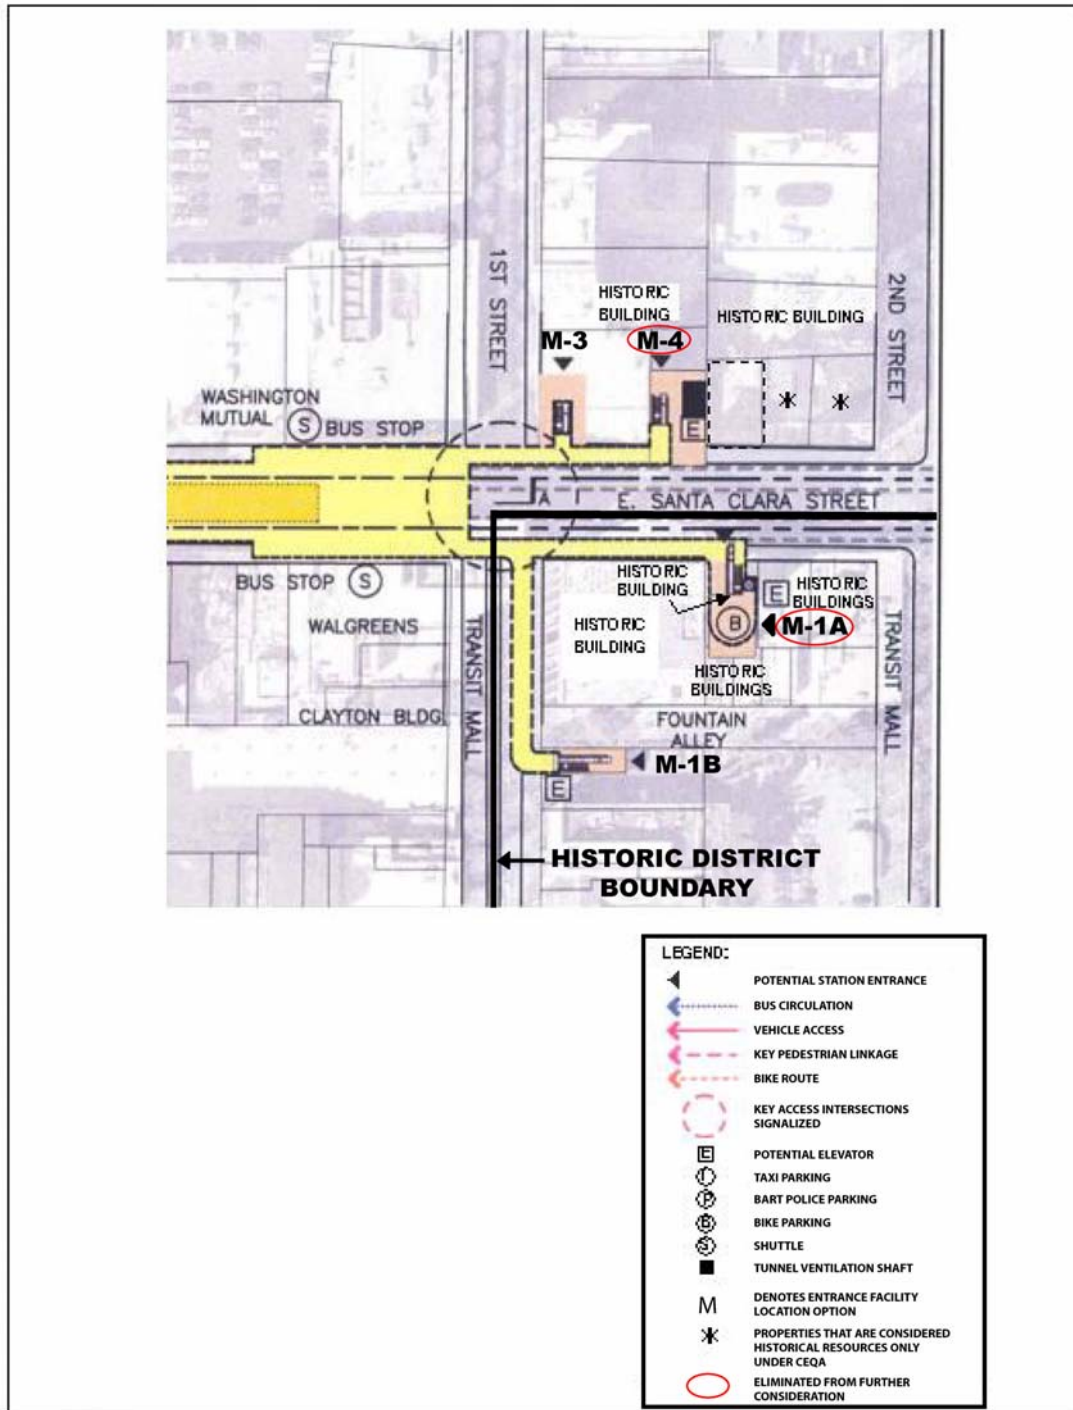 1ST STREET
2ND STREET
HISTORIC
BUILDING
HISTORIC BUILDING
M-3
M-4
WASHINGTON
MUTUAL
S
BUS STOP
E
A
E. SANTA CLARA STREET
BUS STOP
S
HISTORIC
BUILDING
E
HISTORIC
BUILDINGS
WALGREENS
HISTORIC
BUILDING
B
M-1A
HISTORIC
BUILDINGS
TRANSIT MALL
TRANSIT MALL
CLAYTON BLDG.
FOUNTAIN
ALLEY
M-1B
E
HISTORIC DISTRICT
BOUNDARY
LEGEND:
POTENTIAL STATION ENTRANCE
BUS CIRCULATION
VEHICLE ACCESS
KEY PEDESTRIAN LINKAGE
BIKE ROUTE
KEY ACCESS INTERSECTIONS
SIGNALIZED
E POTENTIAL ELEVATOR
T TAXI PARKING
P BART POLICE PARKING
B BIKE PARKING
S SHUTTLE
TUNNEL VENTILATION SHAFT
M DENOTES ENTRANCE FACILITY
LOCATION OPTION
PROPERTIES THAT ARE CONSIDERED
HISTORICAL RESOURCES ONLY
UNDER CEQA
ELIMINATED FROM FURTHER
CONSIDERATION